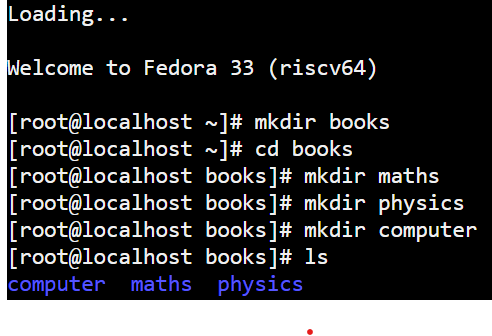 Loading...
Welcome to Fedora 33 (riscv64)
[root@localhost ~]# mkdir books
[root@localhost ~]# cd books
[root@localhost books]# mkdir maths
[root@localhost books]# mkdir physics
[root@localhost books]# mkdir computer
[root@localhost books]# ls
computer  maths  physics